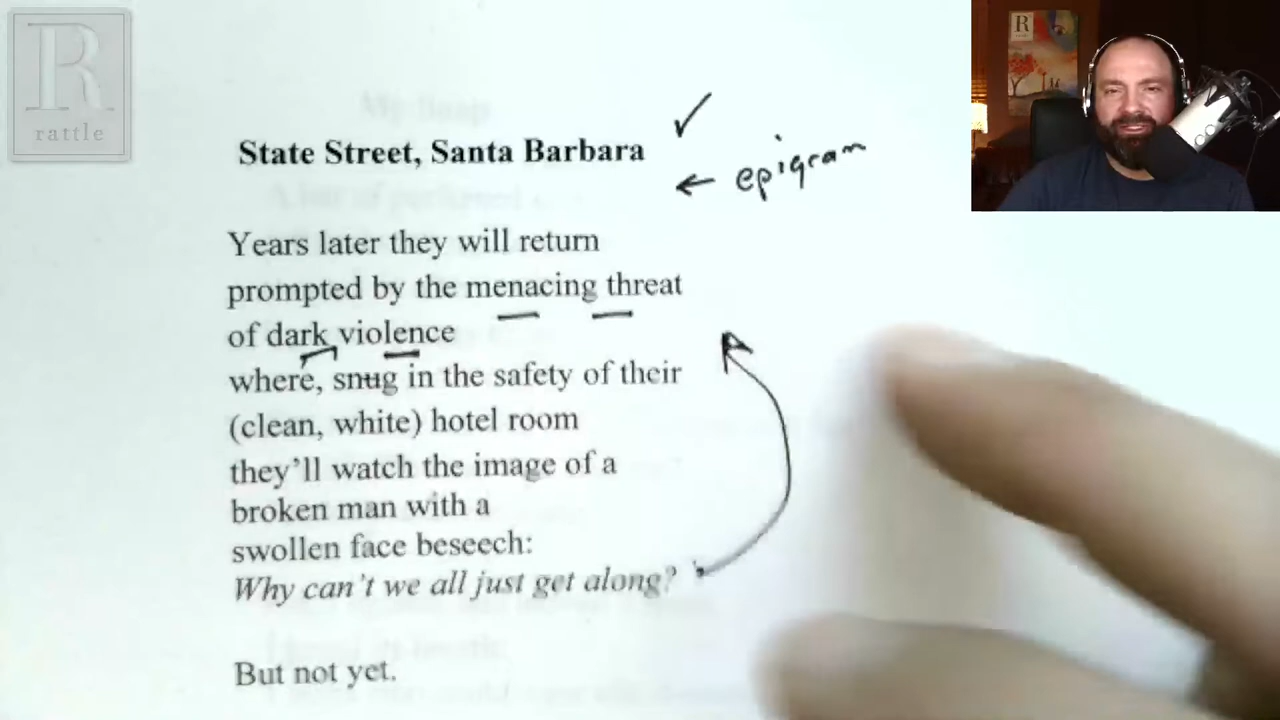 R
rattle
R
State Street, Santa Barbara ✓
← epigram
Years later they will return
prompted by the menacing threat
of dark violence
where, snug in the safety of their
(clean, white) hotel room
they'll watch the image of a
broken man with a
swollen face beseech:
Why can't we all just get along?
But not yet.